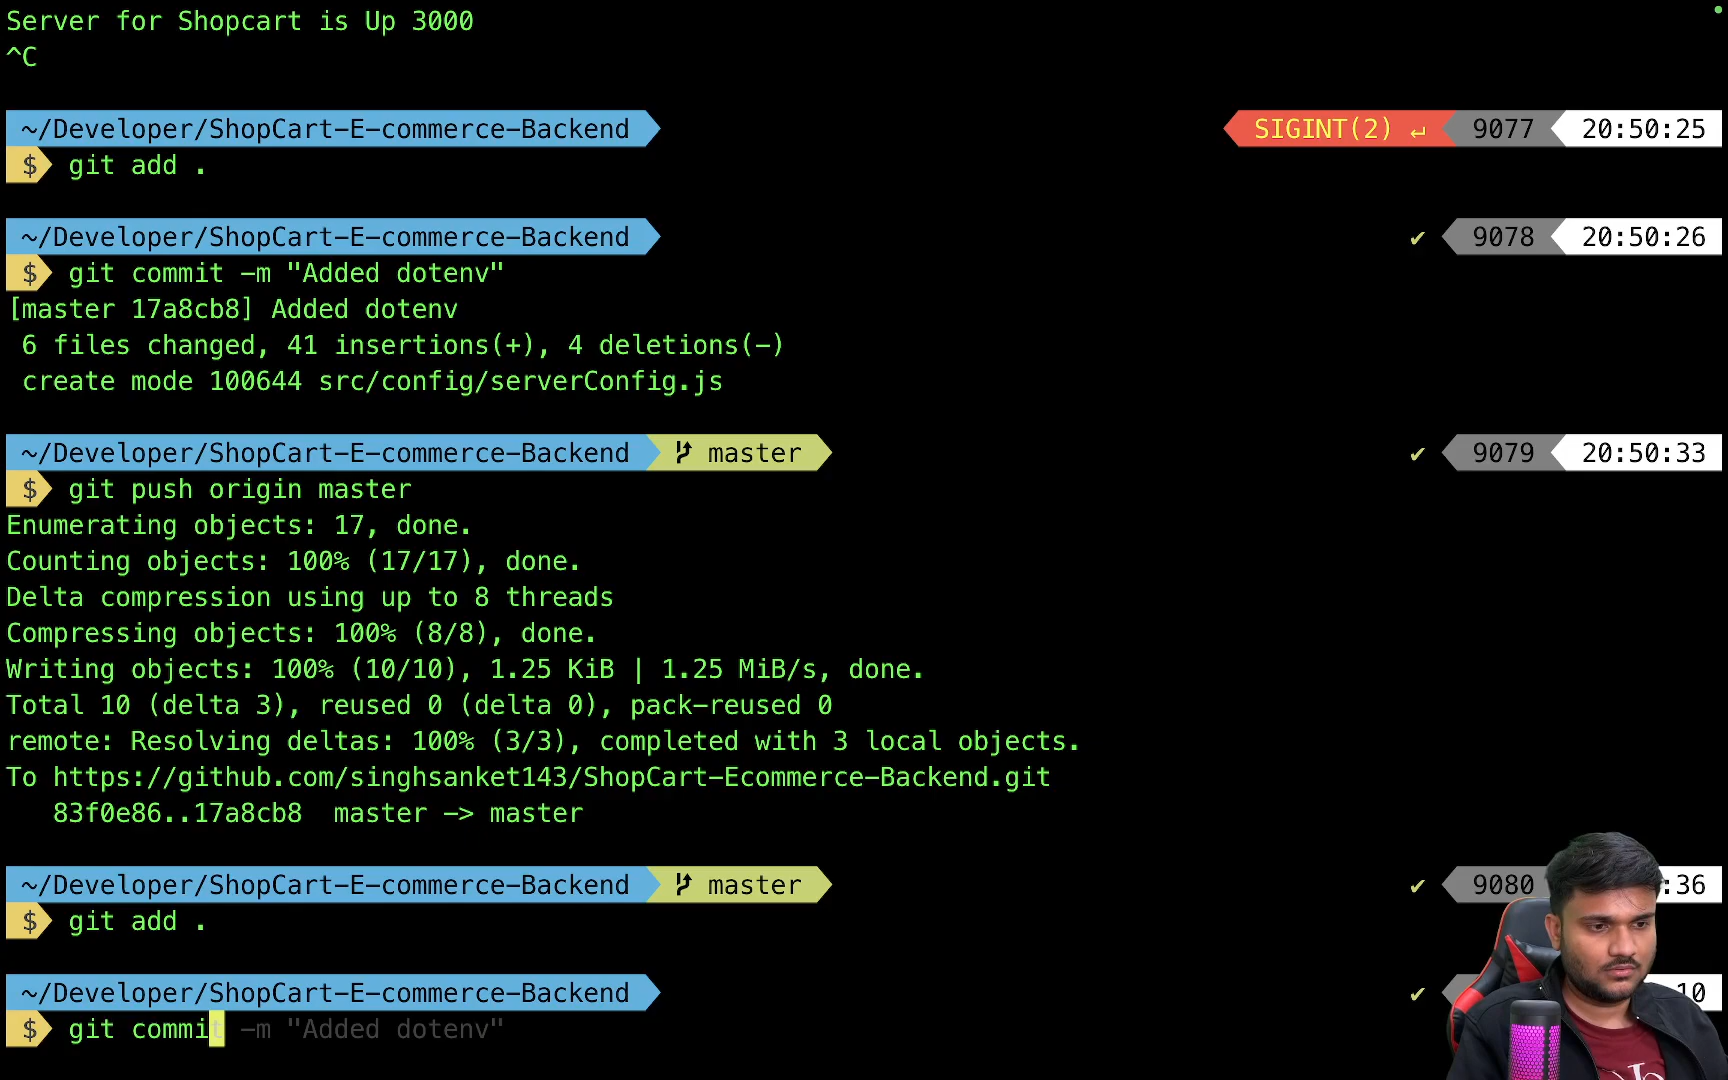 Server for Shopcart is Up 3000
^C
~/Developer/ShopCart-E-commerce-Backend SIGINT(2) ↵ 9077 20:50:25
$ git add .
~/Developer/ShopCart-E-commerce-Backend ✔ 9078 20:50:26
$ git commit -m "Added dotenv"
[master 17a8cb8] Added dotenv
6 files changed, 41 insertions(+), 4 deletions(-)
create mode 100644 src/config/serverConfig.js
~/Developer/ShopCart-E-commerce-Backend master ✔ 9079 20:50:33
$ git push origin master
Enumerating objects: 17, done.
Counting objects: 100% (17/17), done.
Delta compression using up to 8 threads
Compressing objects: 100% (8/8), done.
Writing objects: 100% (10/10), 1.25 KiB | 1.25 MiB/s, done.
Total 10 (delta 3), reused 0 (delta 0), pack-reused 0
remote: Resolving deltas: 100% (3/3), completed with 3 local objects.
To https://github.com/singhsanket143/ShopCart-Ecommerce-Backend.git
83f0e86..17a8cb8 master -> master
~/Developer/ShopCart-E-commerce-Backend master ✔ 9080 :36
$ git add .
~/Developer/ShopCart-E-commerce-Backend ✔ 10
$ git commit -m "Added dotenv"